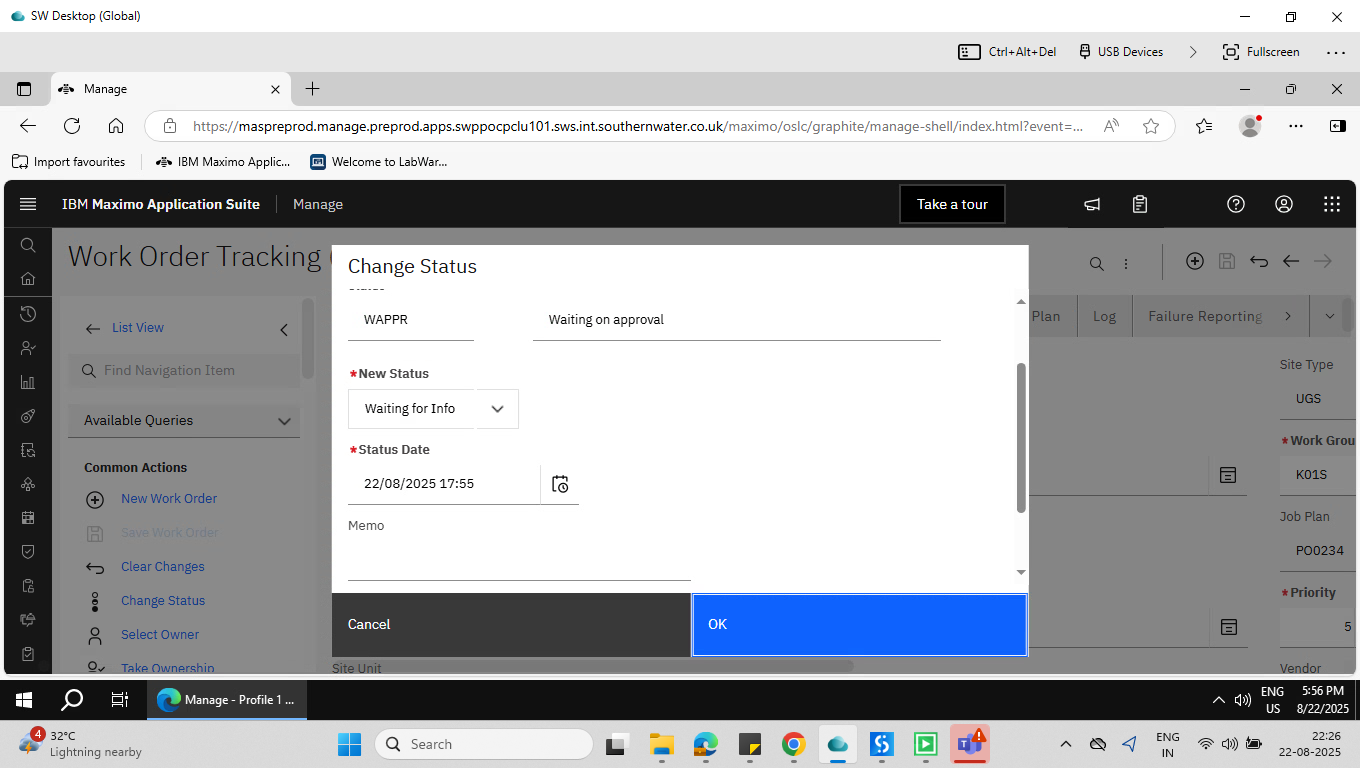 SW Desktop (Global)
Ctrl+Alt+Del USB Devices Fullscreen
Manage
https://maspreprod.manage.preprod.apps.swppocpclu101.sws.int.southernwater.co.uk/maximo/oslc/graphite/manage-shell/index.html?event=...
Import favourites IBM Maximo Applic... Welcome to LabWar...
IBM Maximo Application Suite Manage Take a tour
Work Order Tracking
Change Status
WAPPR Waiting on approval
*New Status
Waiting for Info
*Status Date
22/08/2025 17:55
Memo
Cancel OK
List View
Find Navigation Item
Available Queries
Common Actions
New Work Order
Save Work Order
Clear Changes
Change Status
Select Owner
Take Ownership
Plan Log Failure Reporting
Site Type
UGS
*Work Grou
K01S
Job Plan
PO0234
*Priority
5
Vendor
Site Unit
Manage - Profile 1 ...
ENG
US
5:56 PM
8/22/2025
4
32°C
Lightning nearby
Search
ENG
IN
22:26
22-08-2025